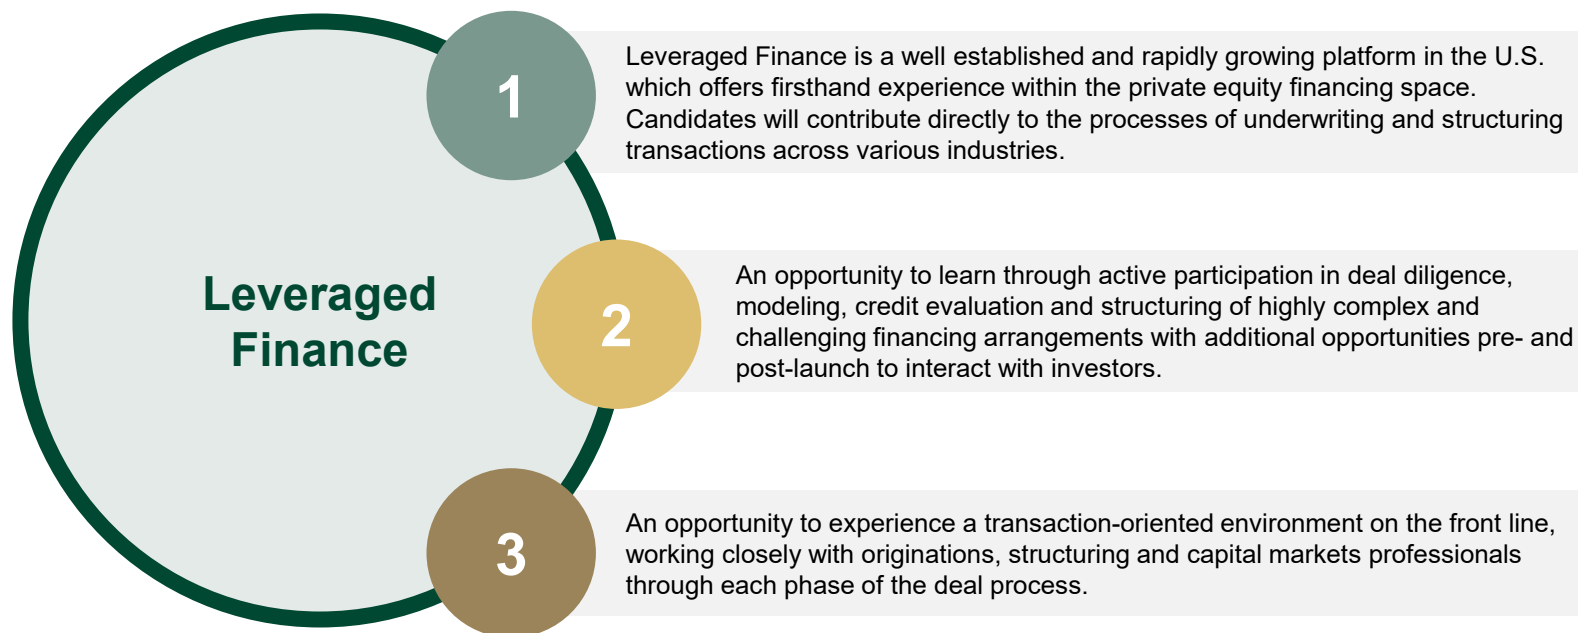 1
Leveraged Finance is a well established and rapidly growing platform in the U.S.
which offers firsthand experience within the private equity financing space.
Candidates will contribute directly to the processes of underwriting and structuring
transactions across various industries.
Leveraged
Finance
2
An opportunity to learn through active participation in deal diligence,
modeling, credit evaluation and structuring of highly complex and
challenging financing arrangements with additional opportunities pre- and
post-launch to interact with investors.
3
An opportunity to experience a transaction-oriented environment on the front line,
working closely with originations, structuring and capital markets professionals
through each phase of the deal process.